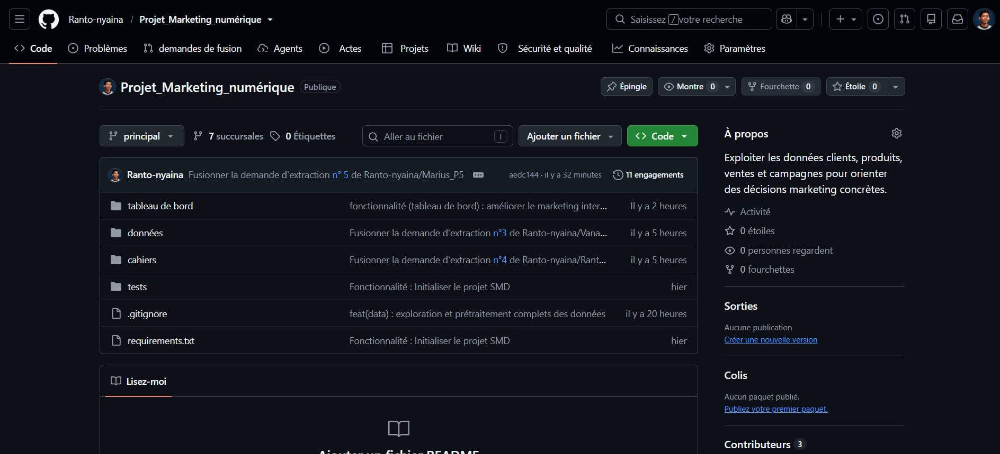 Ranto-nyaina / Projet_Marketing_numérique
Saisissez / votre recherche
Code
Problèmes
demandes de fusion
Agents
Actes
Projets
Wiki
Sécurité et qualité
Connaissances
Paramètres
Projet_Marketing_numérique Publique
Épingle
Montre 0
Fourchette 0
Étoile 0
principal
7 succursales
0 Étiquettes
Aller au fichier T
Ajouter un fichier
Code
Ranto-nyaina Fusionner la demande d'extraction n° 5 de Ranto-nyaina/Marius_P5 aedc144 · il y a 32 minutes 11 engagements
tableau de bord fonctionnalité (tableau de bord) : améliorer le marketing inter... Il y a 2 heures
données Fusionner la demande d'extraction n°3 de Ranto-nyaina/Vana... il y a 5 heures
cahiers Fusionner la demande d'extraction n°4 de Ranto-nyaina/Rant... il y a 5 heures
tests Fonctionnalité : Initialiser le projet SMD hier
.gitignore feat(data) : exploration et prétraitement complets des données il y a 20 heures
requirements.txt Fonctionnalité : Initialiser le projet SMD hier
Lisez-moi
Ajouter un fichier README
À propos
Exploiter les données clients, produits,
ventes et campagnes pour orienter
des décisions marketing concrètes.
Activité
0 étoiles
0 personnes regardent
0 fourchettes
Sorties
Aucune publication
Créer une nouvelle version
Colis
Aucun paquet publié.
Publiez votre premier paquet.
Contributeurs 3